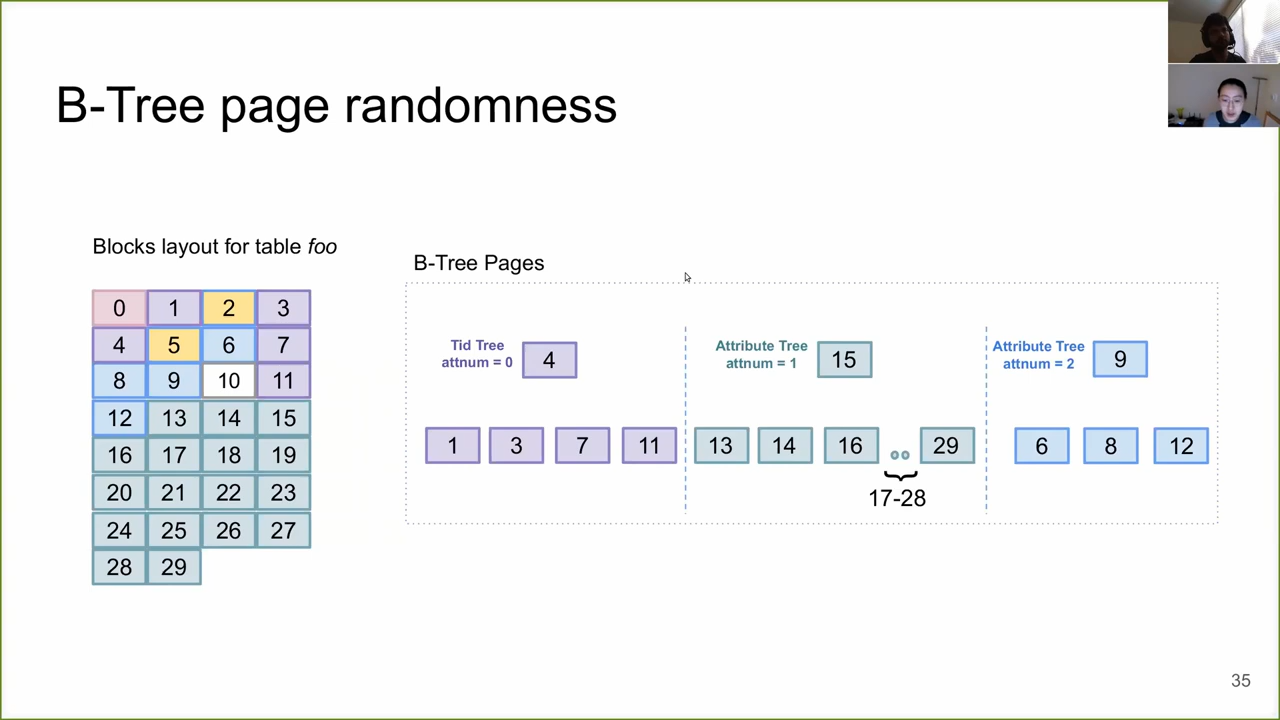 B-Tree page randomness
Blocks layout for table foo
0 1 2 3
4 5 6 7
8 9 10 11
12 13 14 15
16 17 18 19
20 21 22 23
24 25 26 27
28 29
B-Tree Pages
Tid Tree
attnum = 0
4
1 3 7 11
Attribute Tree
attnum = 1
15
13 14 16 29
17-28
Attribute Tree
attnum = 2
9
6 8 12
35